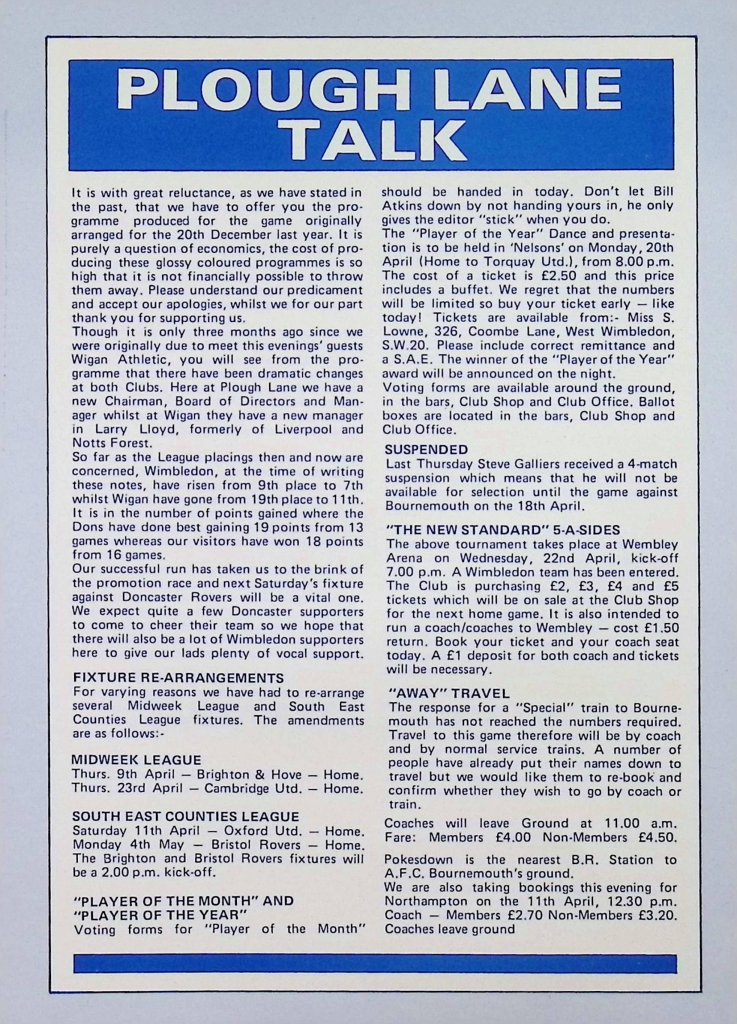 PLOUGH LANE
TALK
It is with great reluctance, as we have stated in
the past, that we have to offer you the pro-
gramme produced for the game originally
arranged for the 20th December last year. It is
purely a question of economics, the cost of pro-
ducing these glossy coloured programmes is so
high that it is not financially possible to throw
them away. Please understand our predicament
and accept our apologies, whilst we for our part
thank you for supporting us.
Though it is only three months ago since we
were originally due to meet this evenings' guests
Wigan Athletic, you will see from the pro-
gramme that there have been dramatic changes
at both Clubs. Here at Plough Lane we have a
new Chairman, Board of Directors and Man-
ager whilst at Wigan they have a new manager
in Larry Lloyd, formerly of Liverpool and
Notts Forest.
So far as the League placings then and now are
concerned, Wimbledon, at the time of writing
these notes, have risen from 9th place to 7th
whilst Wigan have gone from 19th place to 11th.
It is in the number of points gained where the
Dons have done best gaining 19 points from 13
games whereas our visitors have won 18 points
from 16 games.
Our successful run has taken us to the brink of
the promotion race and next Saturday's fixture
against Doncaster Rovers will be a vital one.
We expect quite a few Doncaster supporters
to come to cheer their team so we hope that
there will also be a lot of Wimbledon supporters
here to give our lads plenty of vocal support.
FIXTURE RE-ARRANGEMENTS
For varying reasons we have had to re-arrange
several Midweek League and South East
Counties League fixtures. The amendments
are as follows:-
MIDWEEK LEAGUE
Thurs. 9th April — Brighton & Hove — Home.
Thurs. 23rd April — Cambridge Utd. — Home.
SOUTH EAST COUNTIES LEAGUE
Saturday 11th April — Oxford Utd. — Home.
Monday 4th May — Bristol Rovers — Home.
The Brighton and Bristol Rovers fixtures will
be a 2.00 p.m. kick-off.
"PLAYER OF THE MONTH" AND
"PLAYER OF THE YEAR"
Voting forms for "Player of the Month"
should be handed in today. Don't let Bill
Atkins down by not handing yours in, he only
gives the editor "stick" when you do.
The "Player of the Year" Dance and presenta-
tion is to be held in 'Nelsons' on Monday, 20th
April (Home to Torquay Utd.), from 8.00 p.m.
The cost of a ticket is £2.50 and this price
includes a buffet. We regret that the numbers
will be limited so buy your ticket early — like
today! Tickets are available from:- Miss S.
Lowne, 326, Coombe Lane, West Wimbledon,
S.W.20. Please include correct remittance and
a S.A.E. The winner of the "Player of the Year"
award will be announced on the night.
Voting forms are available around the ground,
in the bars, Club Shop and Club Office. Ballot
boxes are located in the bars, Club Shop and
Club Office.
SUSPENDED
Last Thursday Steve Galliers received a 4-match
suspension which means that he will not be
available for selection until the game against
Bournemouth on the 18th April.
"THE NEW STANDARD" 5-A-SIDES
The above tournament takes place at Wembley
Arena on Wednesday, 22nd April, kick-off
7.00 p.m. A Wimbledon team has been entered.
The Club is purchasing £2, £3, £4 and £5
tickets which will be on sale at the Club Shop
for the next home game. It is also intended to
run a coach/coaches to Wembley — cost £1.50
return. Book your ticket and your coach seat
today. A £1 deposit for both coach and tickets
will be necessary.
"AWAY" TRAVEL
The response for a "Special" train to Bourne-
mouth has not reached the numbers required.
Travel to this game therefore will be by coach
and by normal service trains. A number of
people have already put their names down to
travel but we would like them to re-book and
confirm whether they wish to go by coach or
train.
Coaches will leave Ground at 11.00 a.m.
Fare: Members £4.00 Non-Members £4.50.
Pokesdown is the nearest B.R. Station to
A.F.C. Bournemouth's ground.
We are also taking bookings this evening for
Northampton on the 11th April, 12.30 p.m.
Coach — Members £2.70 Non-Members £3.20.
Coaches leave ground